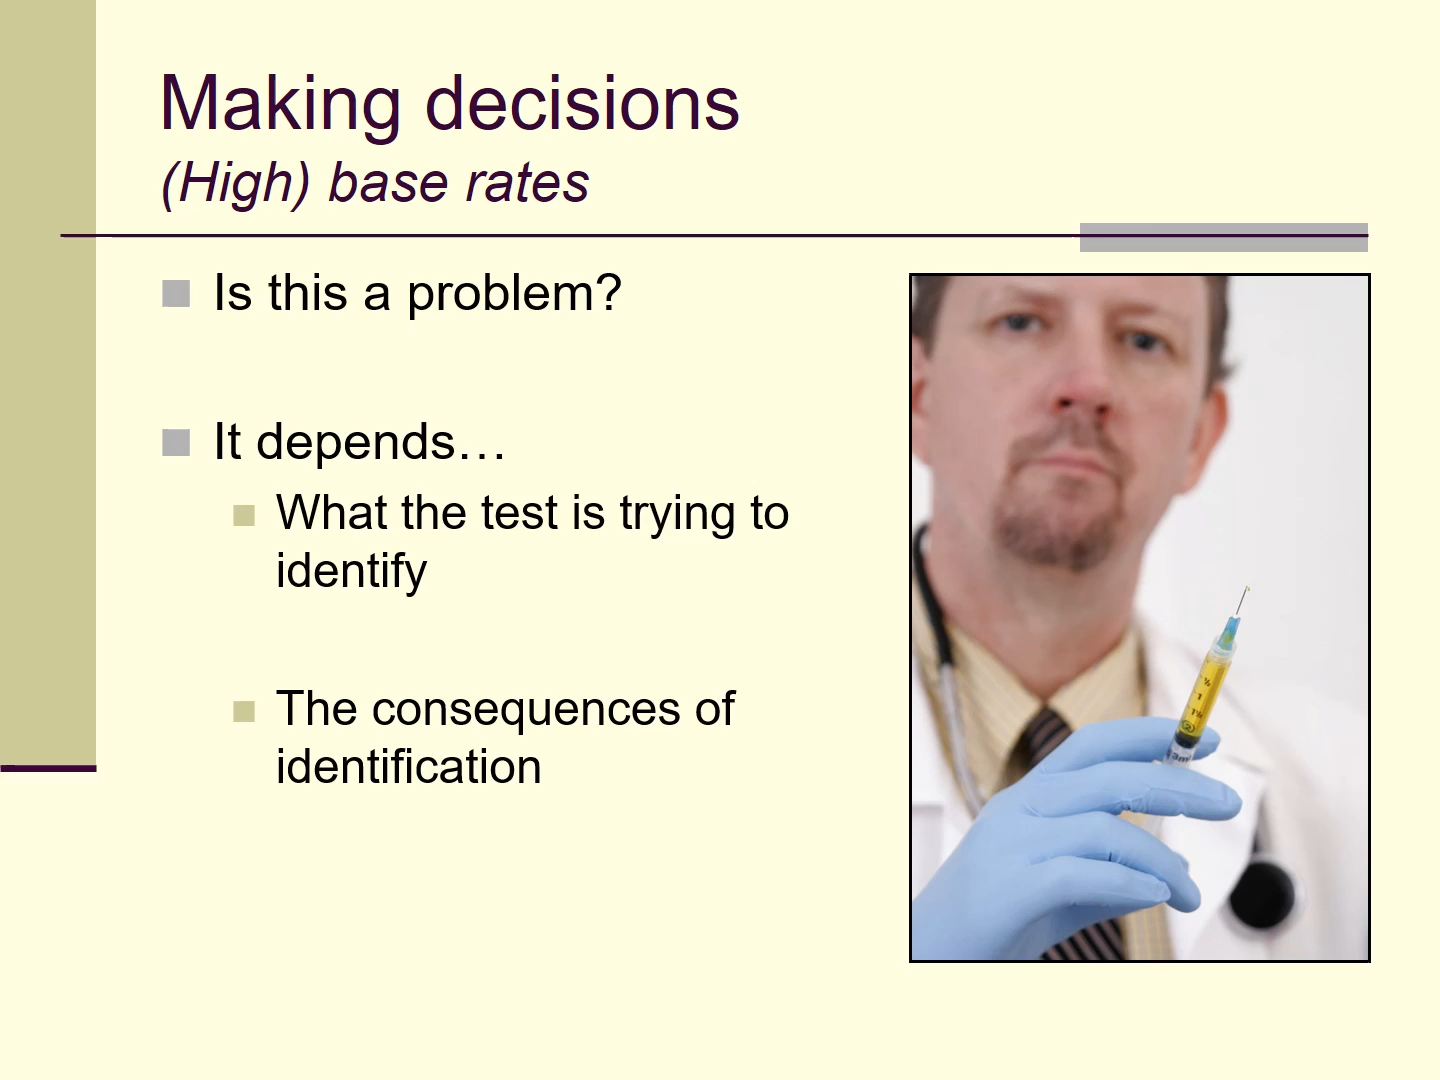 Making decisions
(High) base rates
Is this a problem?
It depends…
What the test is trying to
identify
The consequences of
identification